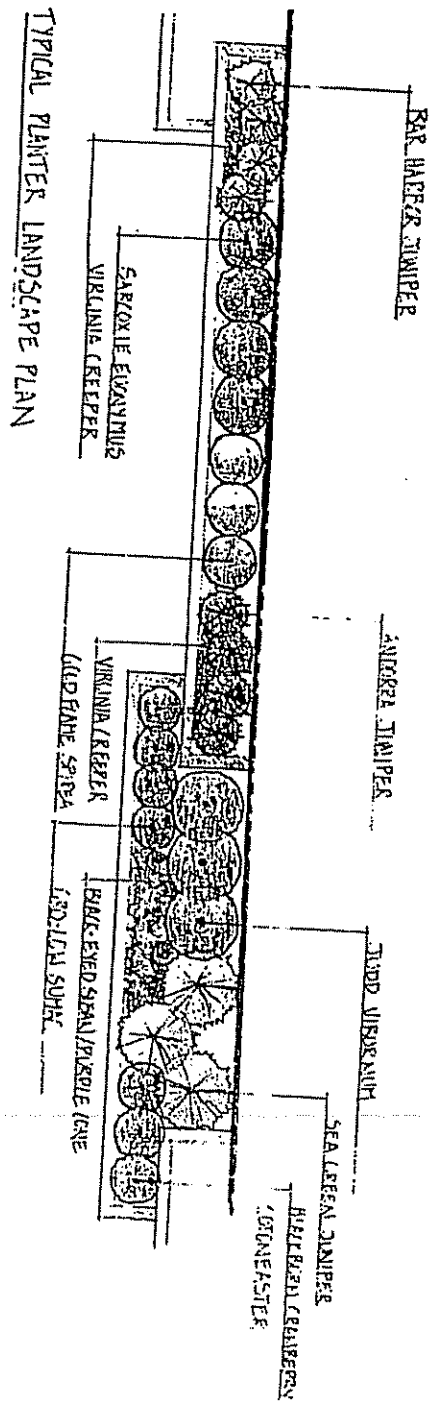 BAR HARBOR JUNIPER
ANDORRA JUNIPER
JUDD VIBURNUM
SEA GREEN JUNIPER
CRANBERRY
COTONEASTER
SARCOXIE EUONYMUS
VIRGINIA CREEPER
VIRGINIA CREEPER
GOLDFLAME SPIREA
BLACK-EYED SUSAN/PURPLE CONE
GRO-LOW SUMAC
TYPICAL PLANTER LANDSCAPE PLAN